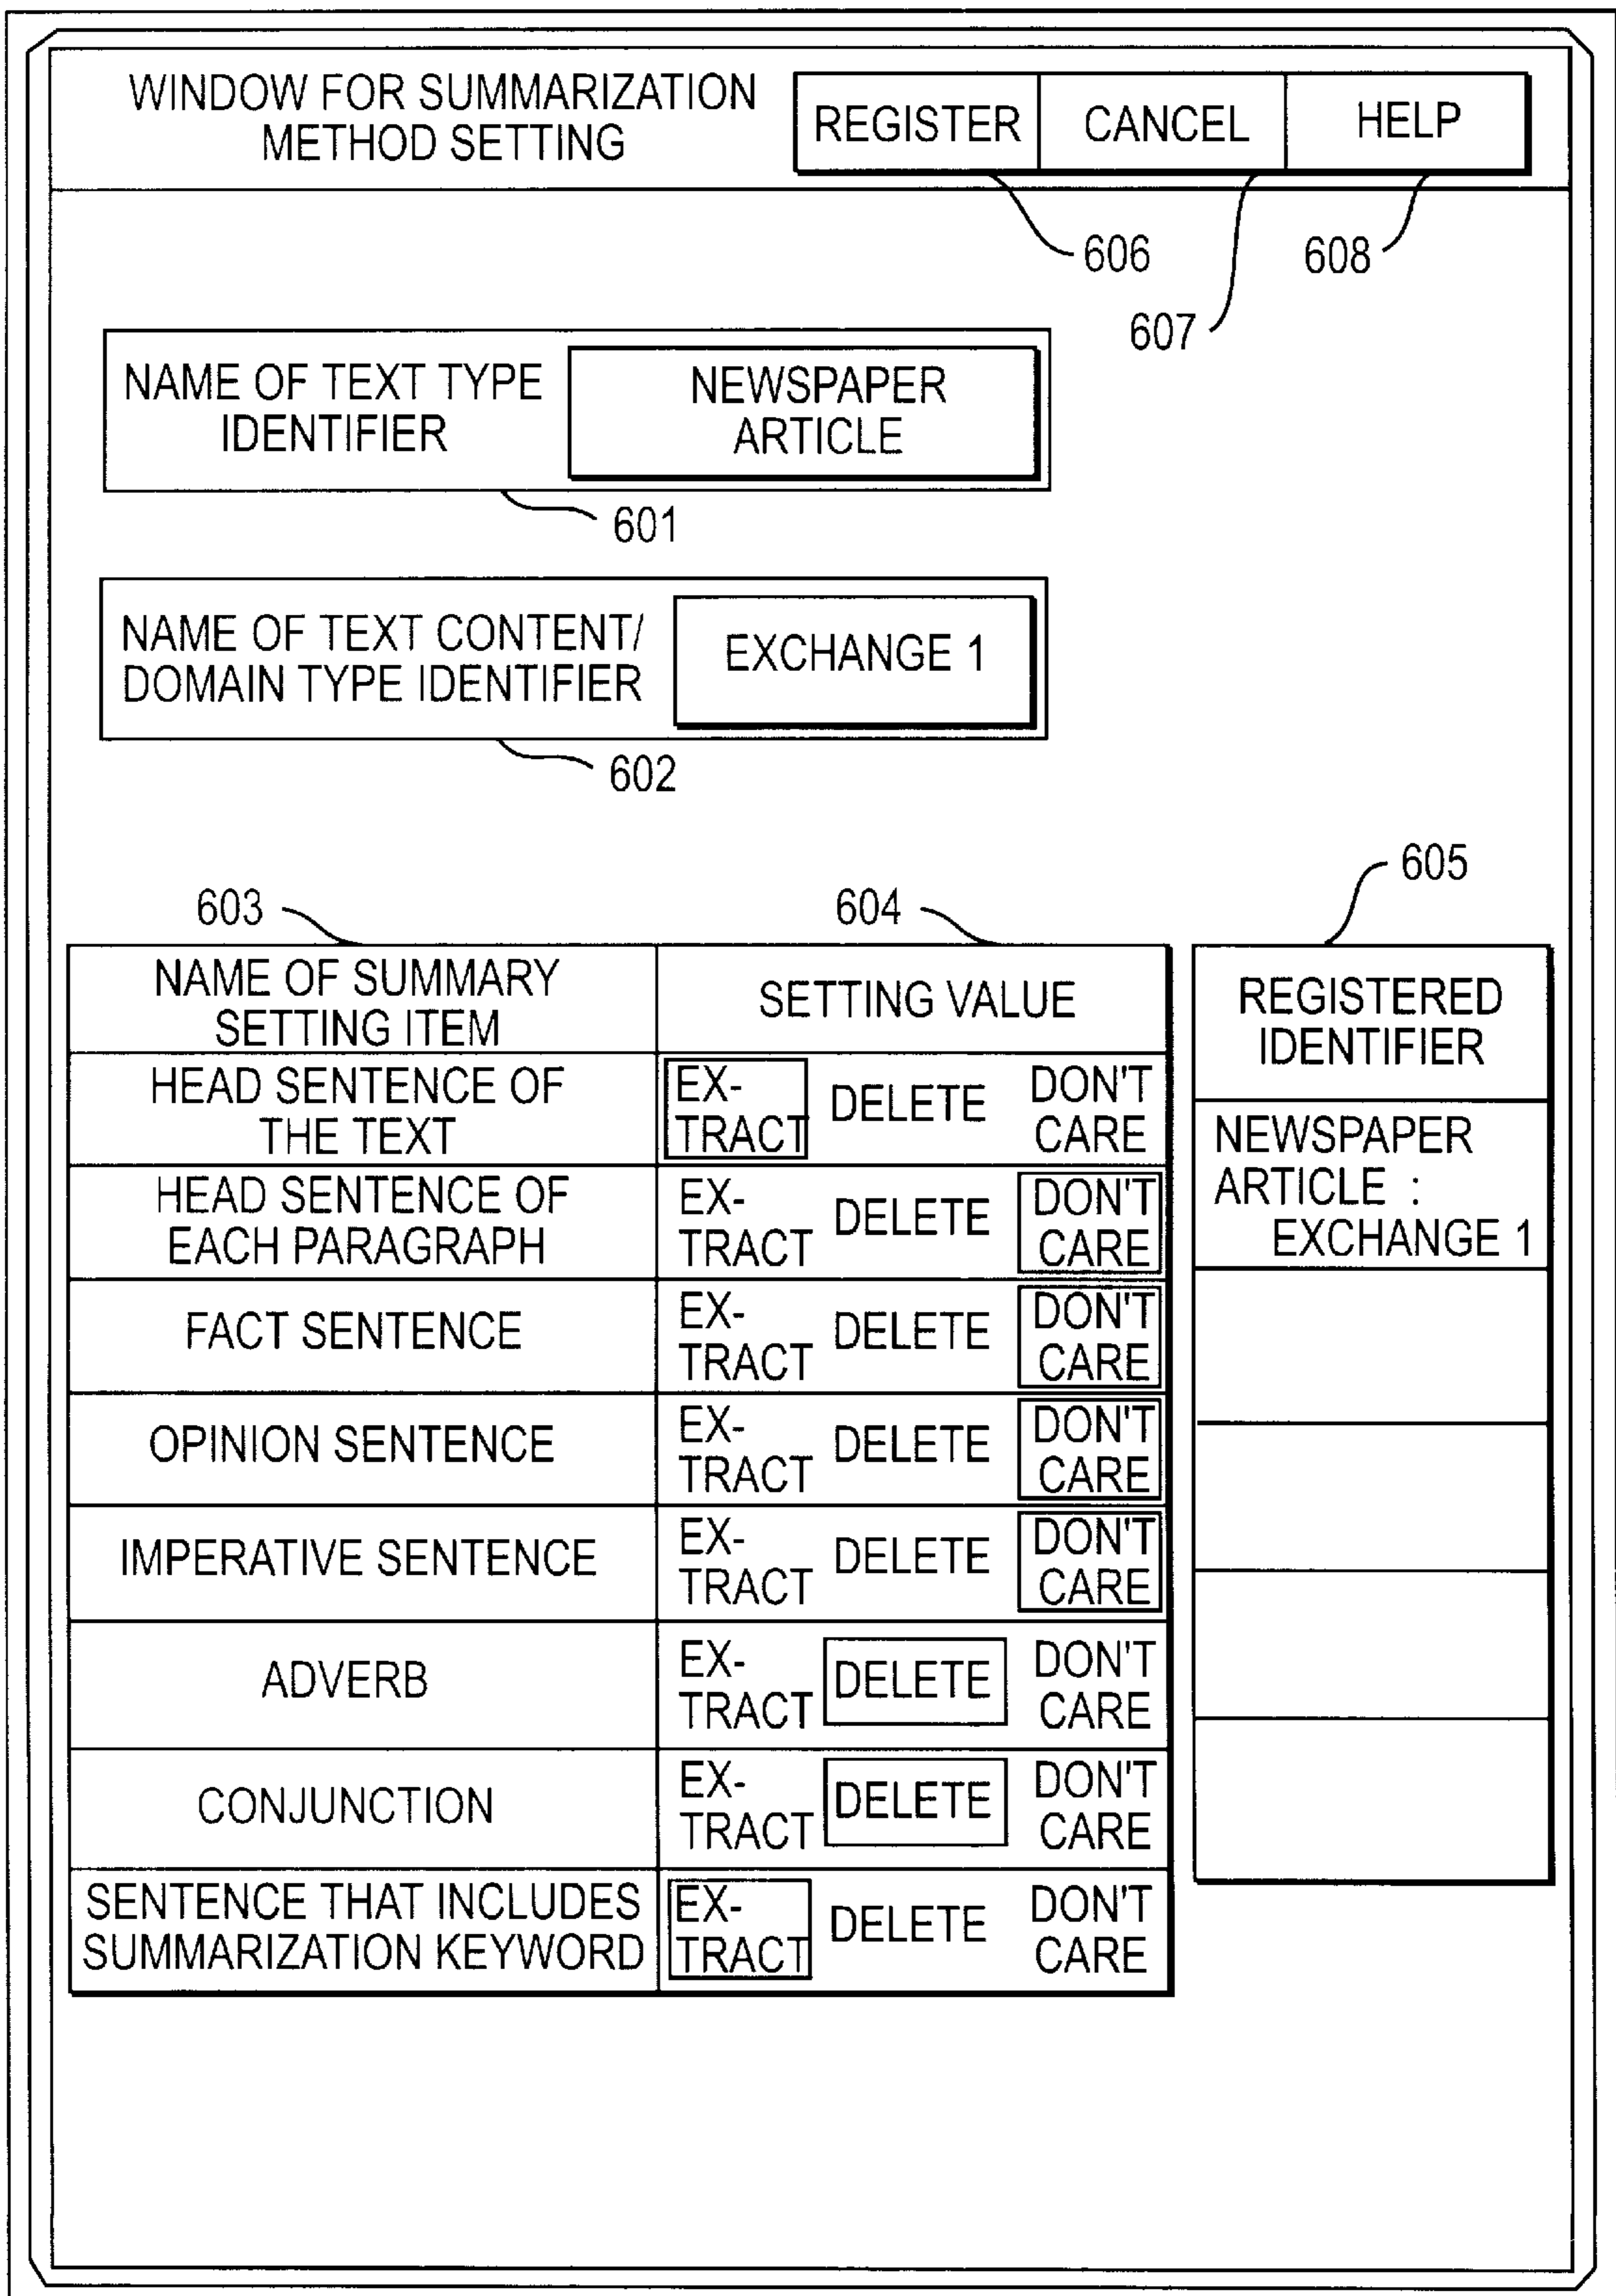 WINDOW FOR SUMMARIZATION
METHOD SETTING
REGISTER
CANCEL
HELP
606
608
607
NAME OF TEXT TYPE
IDENTIFIER
NEWSPAPER
ARTICLE
601
NAME OF TEXT CONTENT/
DOMAIN TYPE IDENTIFIER
EXCHANGE 1
602
603
604
605
NAME OF SUMMARY
SETTING ITEM
SETTING VALUE
HEAD SENTENCE OF
THE TEXT
EX-
TRACT
DELETE
DON'T
CARE
HEAD SENTENCE OF
EACH PARAGRAPH
EX-
TRACT
DELETE
DON'T
CARE
FACT SENTENCE
EX-
TRACT
DELETE
DON'T
CARE
OPINION SENTENCE
EX-
TRACT
DELETE
DON'T
CARE
IMPERATIVE SENTENCE
EX-
TRACT
DELETE
DON'T
CARE
ADVERB
EX-
TRACT
DELETE
DON'T
CARE
CONJUNCTION
EX-
TRACT
DELETE
DON'T
CARE
SENTENCE THAT INCLUDES
SUMMARIZATION KEYWORD
EX-
TRACT
DELETE
DON'T
CARE
REGISTERED
IDENTIFIER
NEWSPAPER
ARTICLE :
EXCHANGE 1